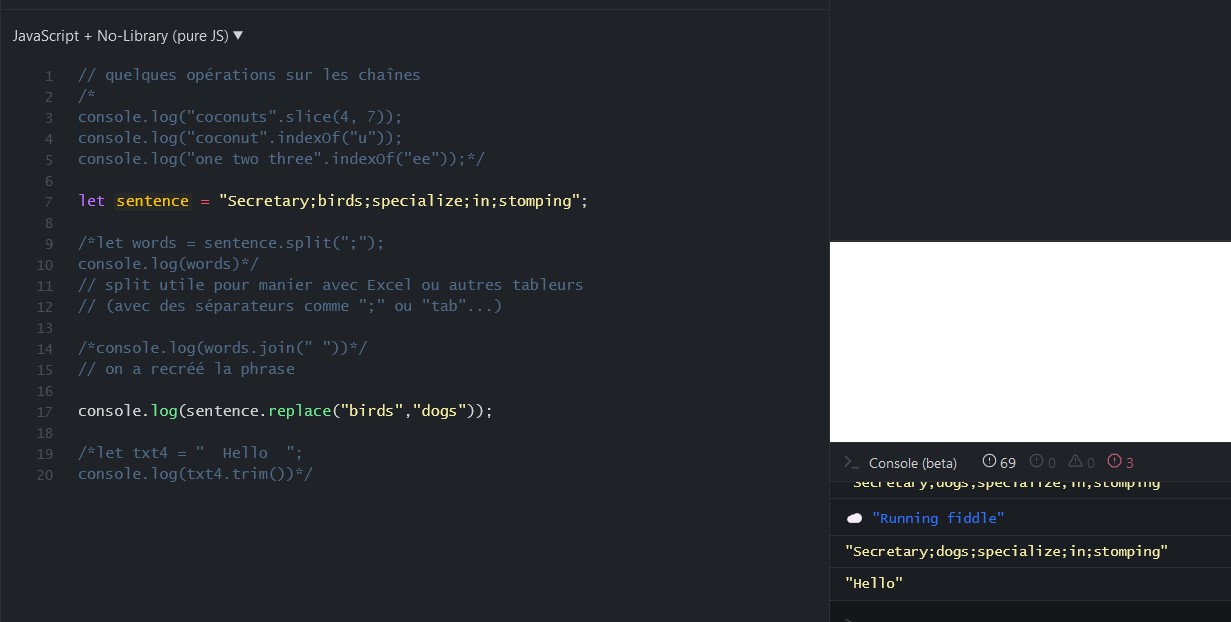 JavaScript + No-Library (pure JS) ▼
1 // quelques opérations sur les chaînes
2 /*
3 console.log("coconuts".slice(4, 7));
4 console.log("coconut".indexOf("u"));
5 console.log("one two three".indexOf("ee"));*/
6
7 let sentence = "Secretary;birds;specialize;in;stomping";
8
9 /*let words = sentence.split(";");
10 console.log(words)*/
11 // split utile pour manier avec Excel ou autres tableurs
12 // (avec des séparateurs comme ";" ou "tab"...)
13
14 /*console.log(words.join(" "))*/
15 // on a recréé la phrase
16
17 console.log(sentence.replace("birds","dogs"));
18
19 /*let txt4 = "  Hello  ";
20 console.log(txt4.trim())*/
>_ Console (beta) 69 0 0 3
"Secretary;dogs;specialize;in;stomping"
"Running fiddle"
"Secretary;dogs;specialize;in;stomping"
"Hello"